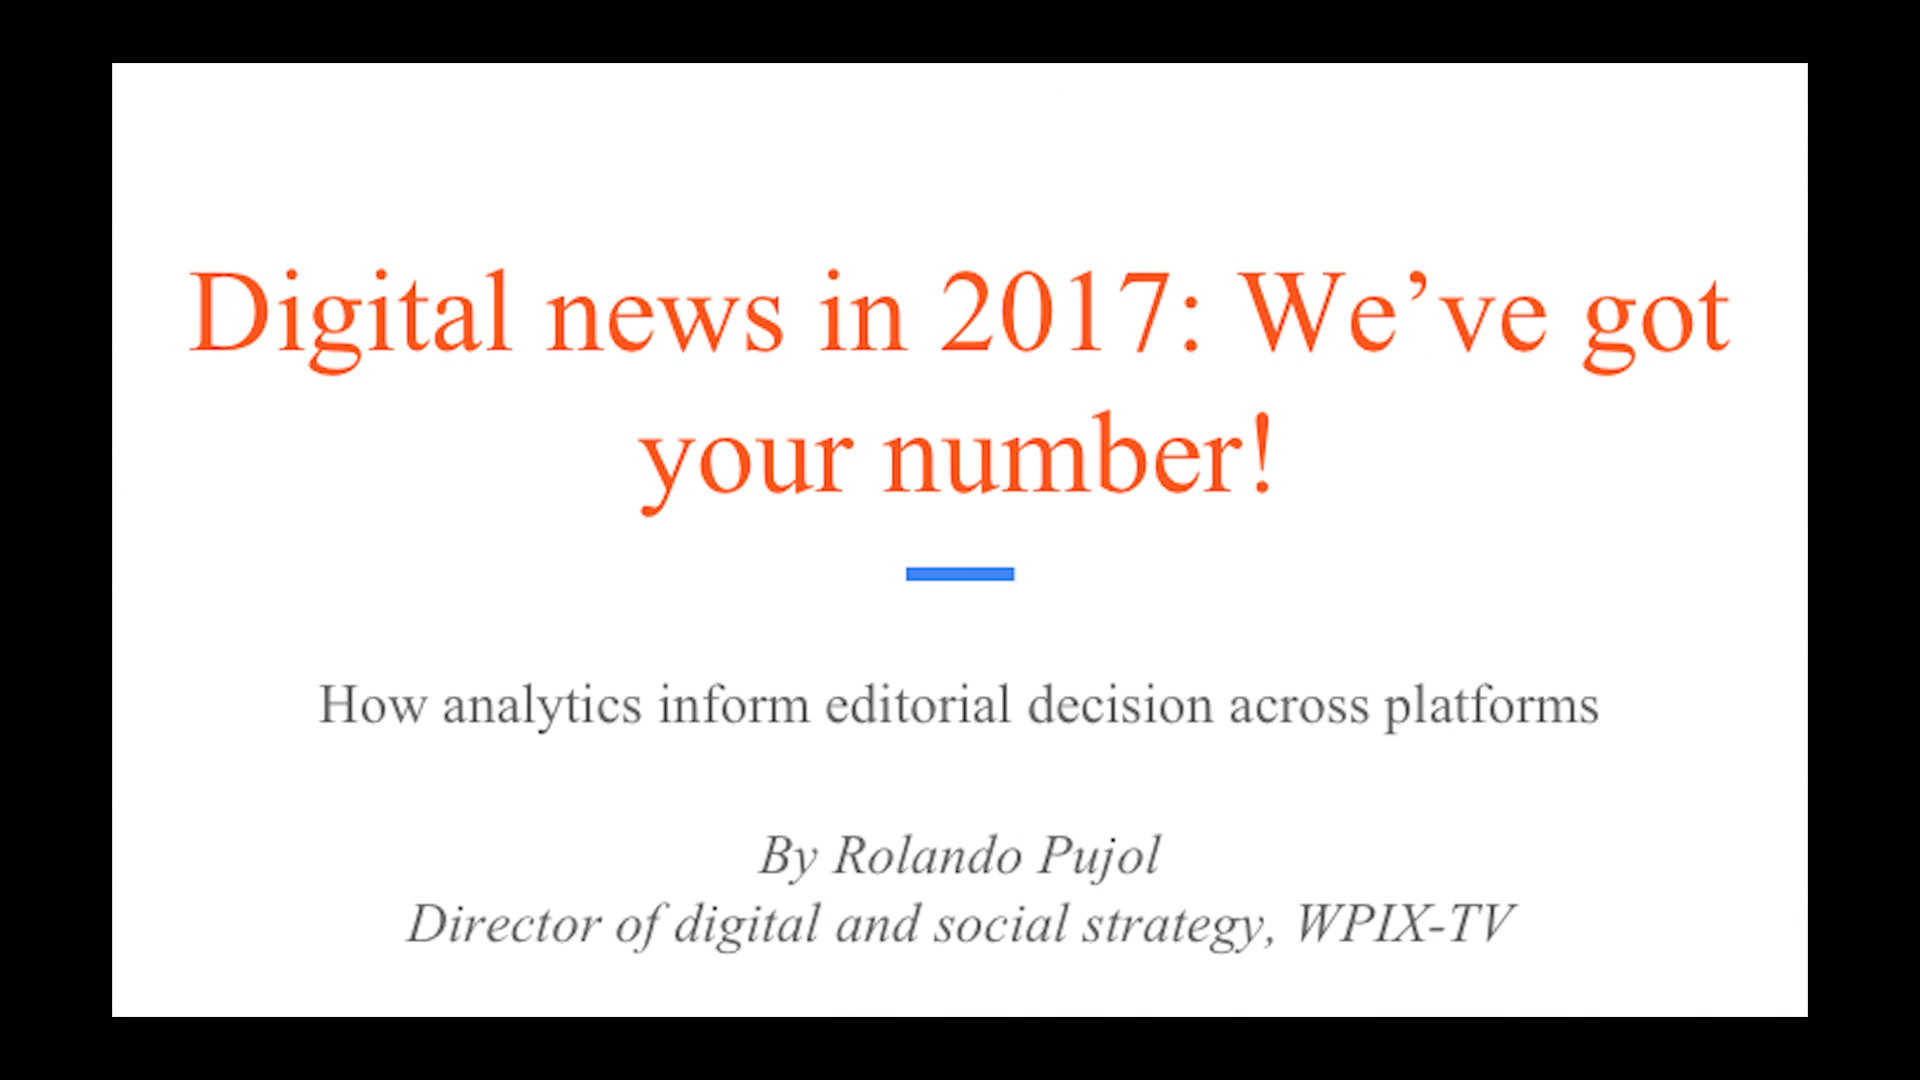 Digital news in 2017: We’ve got
your number!
How analytics inform editorial decision across platforms
By Rolando Pujol
Director of digital and social strategy, WPIX-TV